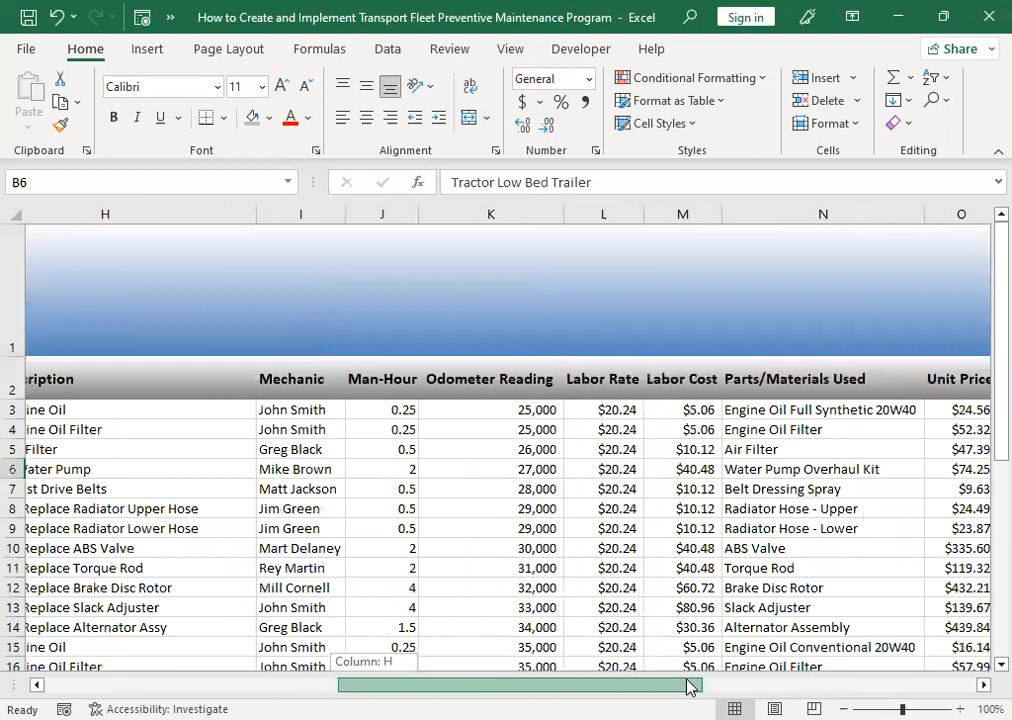 How to Create and Implement Transport Fleet Preventive Maintenance Program - Excel Sign in
File Home Insert Page Layout Formulas Data Review View Developer Help Share
Paste Calibri 11 General Conditional Formatting Insert
B I U Format as Table Delete
Cell Styles Format
Clipboard Font Alignment Number Styles Cells Editing
B6 fx Tractor Low Bed Trailer
H I J K L M N O
1
2 ription Mechanic Man-Hour Odometer Reading Labor Rate Labor Cost Parts/Materials Used Unit Price
3 ine Oil John Smith 0.25 25,000 $20.24 $5.06 Engine Oil Full Synthetic 20W40 $24.56
4 ine Oil Filter John Smith 0.25 25,000 $20.24 $5.06 Engine Oil Filter $52.32
5 Filter Greg Black 0.5 26,000 $20.24 $10.12 Air Filter $47.39
6 Water Pump Mike Brown 2 27,000 $20.24 $40.48 Water Pump Overhaul Kit $74.25
7 st Drive Belts Matt Jackson 0.5 28,000 $20.24 $10.12 Belt Dressing Spray $9.63
8 Replace Radiator Upper Hose Jim Green 0.5 29,000 $20.24 $10.12 Radiator Hose - Upper $24.49
9 Replace Radiator Lower Hose Jim Green 0.5 29,000 $20.24 $10.12 Radiator Hose - Lower $23.87
10 Replace ABS Valve Mart Delaney 2 30,000 $20.24 $40.48 ABS Valve $335.60
11 Replace Torque Rod Rey Martin 2 31,000 $20.24 $40.48 Torque Rod $119.32
12 Replace Brake Disc Rotor Mill Cornell 4 32,000 $20.24 $60.72 Brake Disc Rotor $432.21
13 Replace Slack Adjuster John Smith 4 33,000 $20.24 $80.96 Slack Adjuster $139.67
14 Replace Alternator Assy Greg Black 1.5 34,000 $20.24 $30.36 Alternator Assembly $439.84
15 ine Oil John Smith 0.25 35,000 $20.24 $5.06 Engine Oil Conventional 20W40 $16.14
16 ine Oil Filter John Smith 35,000 $20.24 $5.06 Engine Oil Filter $57.99
Column: H
Ready Accessibility: Investigate 100%